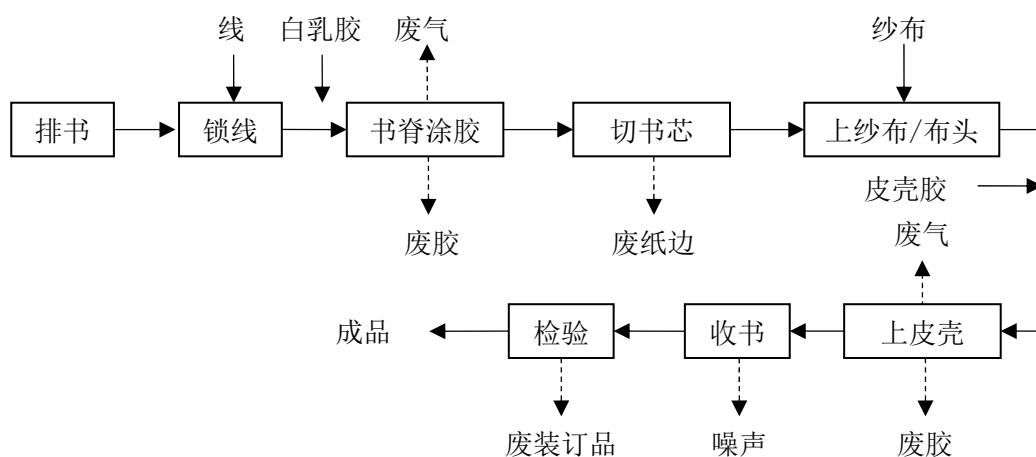 线 白乳胶 废气 纱布
排书 锁线 书脊涂胶 切书芯 上纱布/布头
皮壳胶
废胶 废纸边 废气
成品 检验 收书 上皮壳
废装订品 噪声 废胶